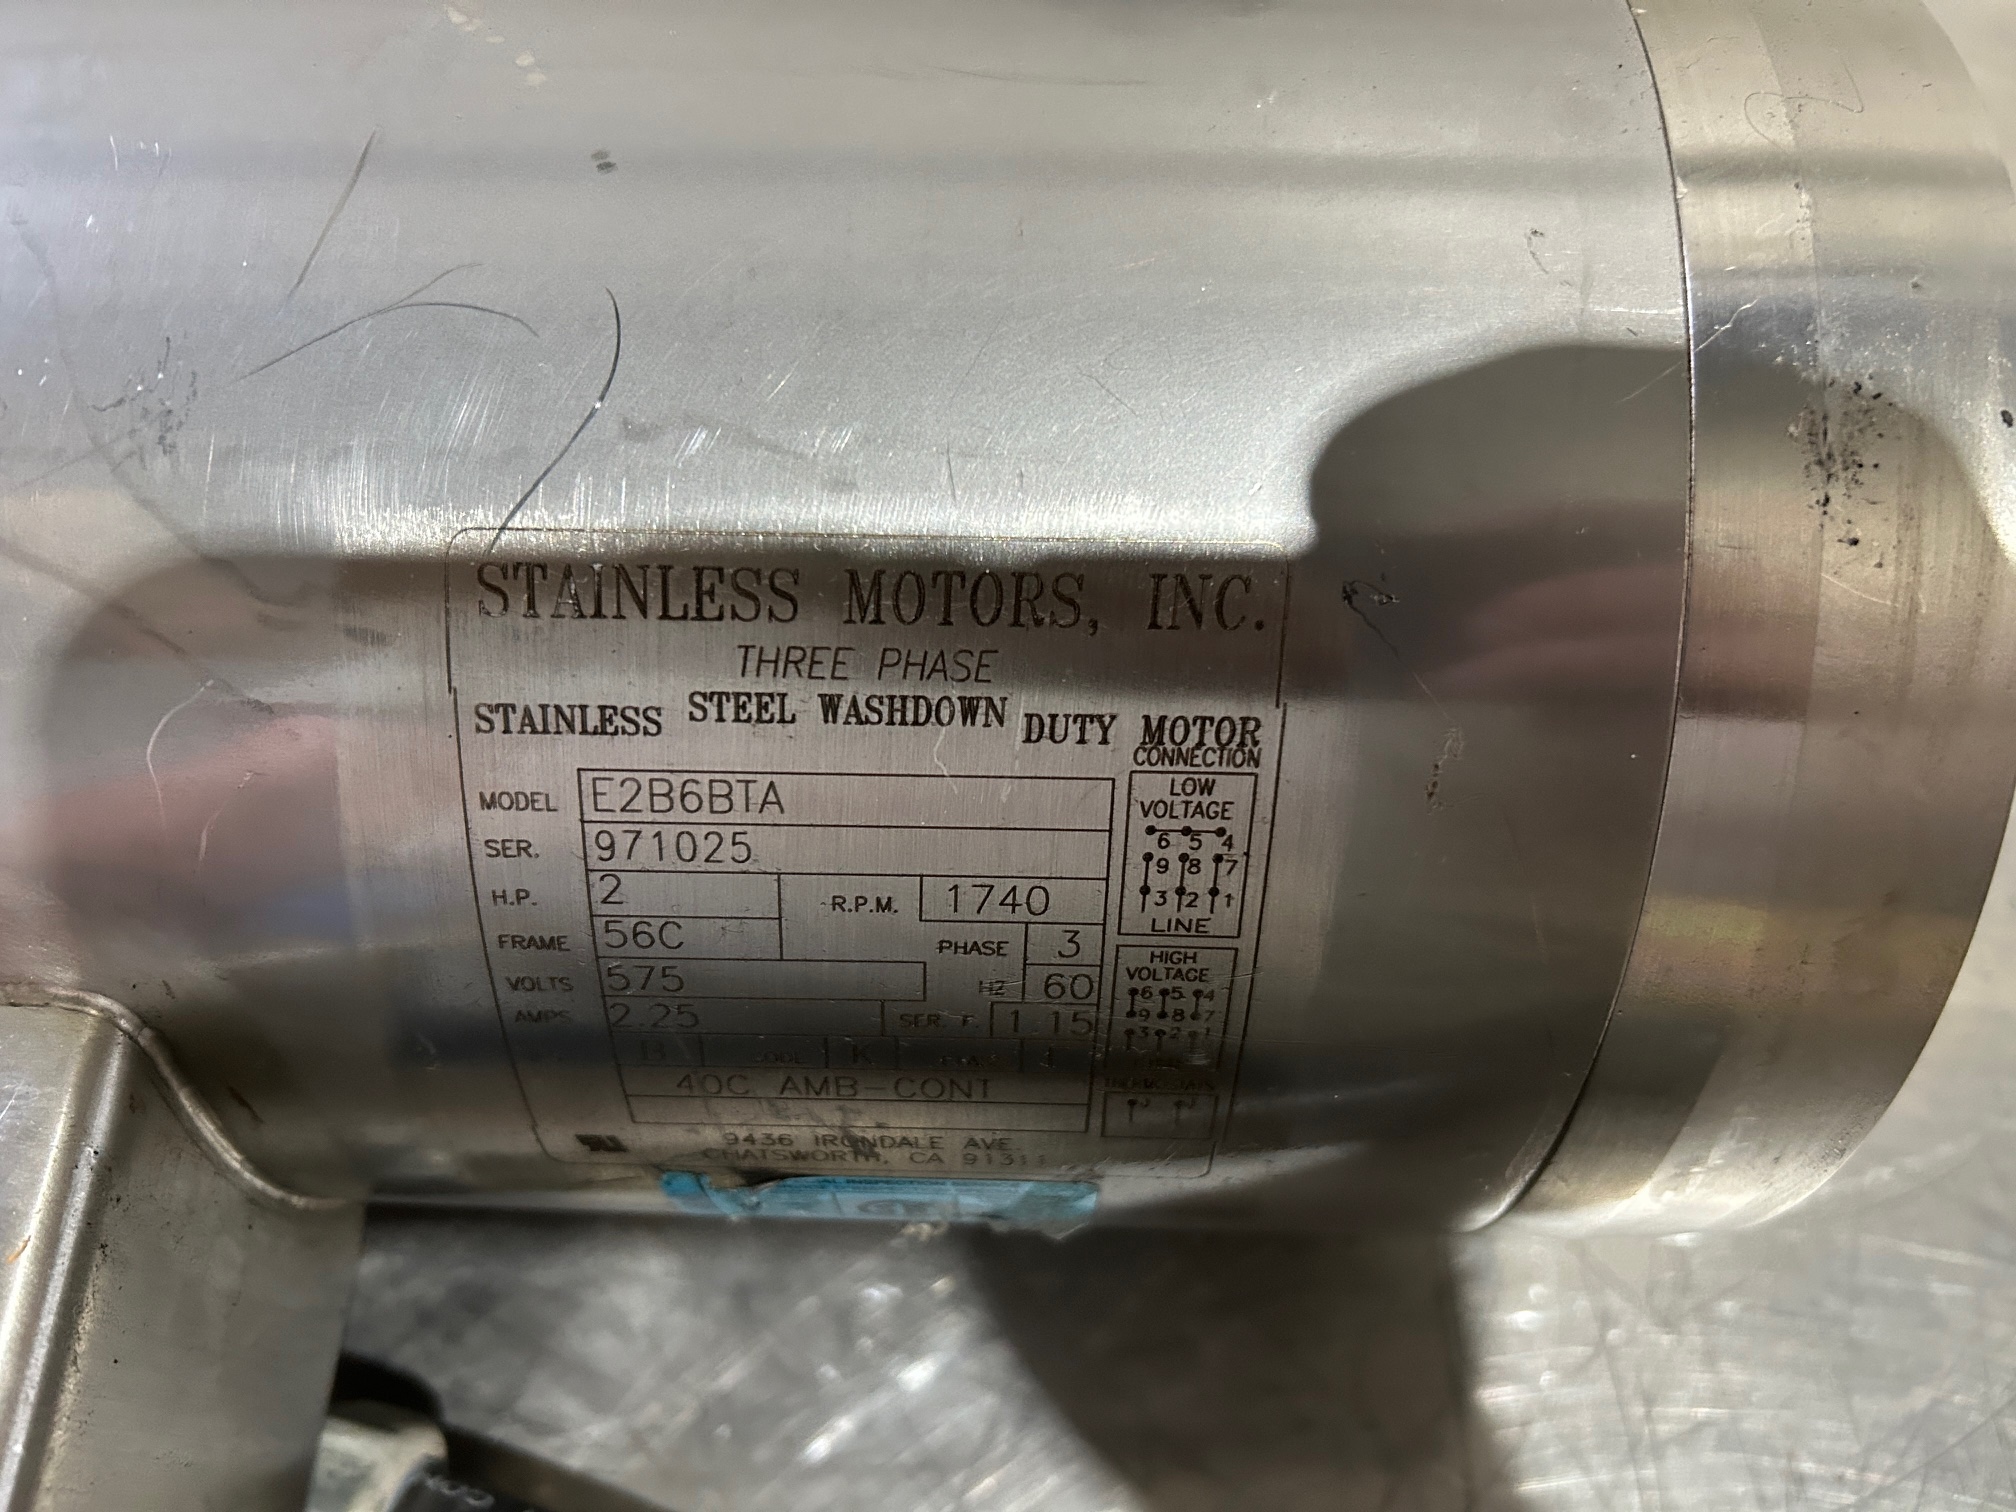 STAINLESS MOTORS, INC.
THREE PHASE
STAINLESS STEEL WASHDOWN DUTY MOTOR
CONNECTION
MODEL E2B6BTA
SER. 971025
H.P. 2 R.P.M. 1740
FRAME 56C PHASE 3
VOLTS 575 HZ 60
AMPS 2.25 SER. F. 1.15
B CODE K
40C AMB-CONT
9436 IRONDALE AVE.
CHATSWORTH, CA 91311
LOW
VOLTAGE
6 5 4
9 8 7
3 2 1
LINE
HIGH
VOLTAGE
6 5 4
9 8 7
3 2 1
THERMOSTATS
J J